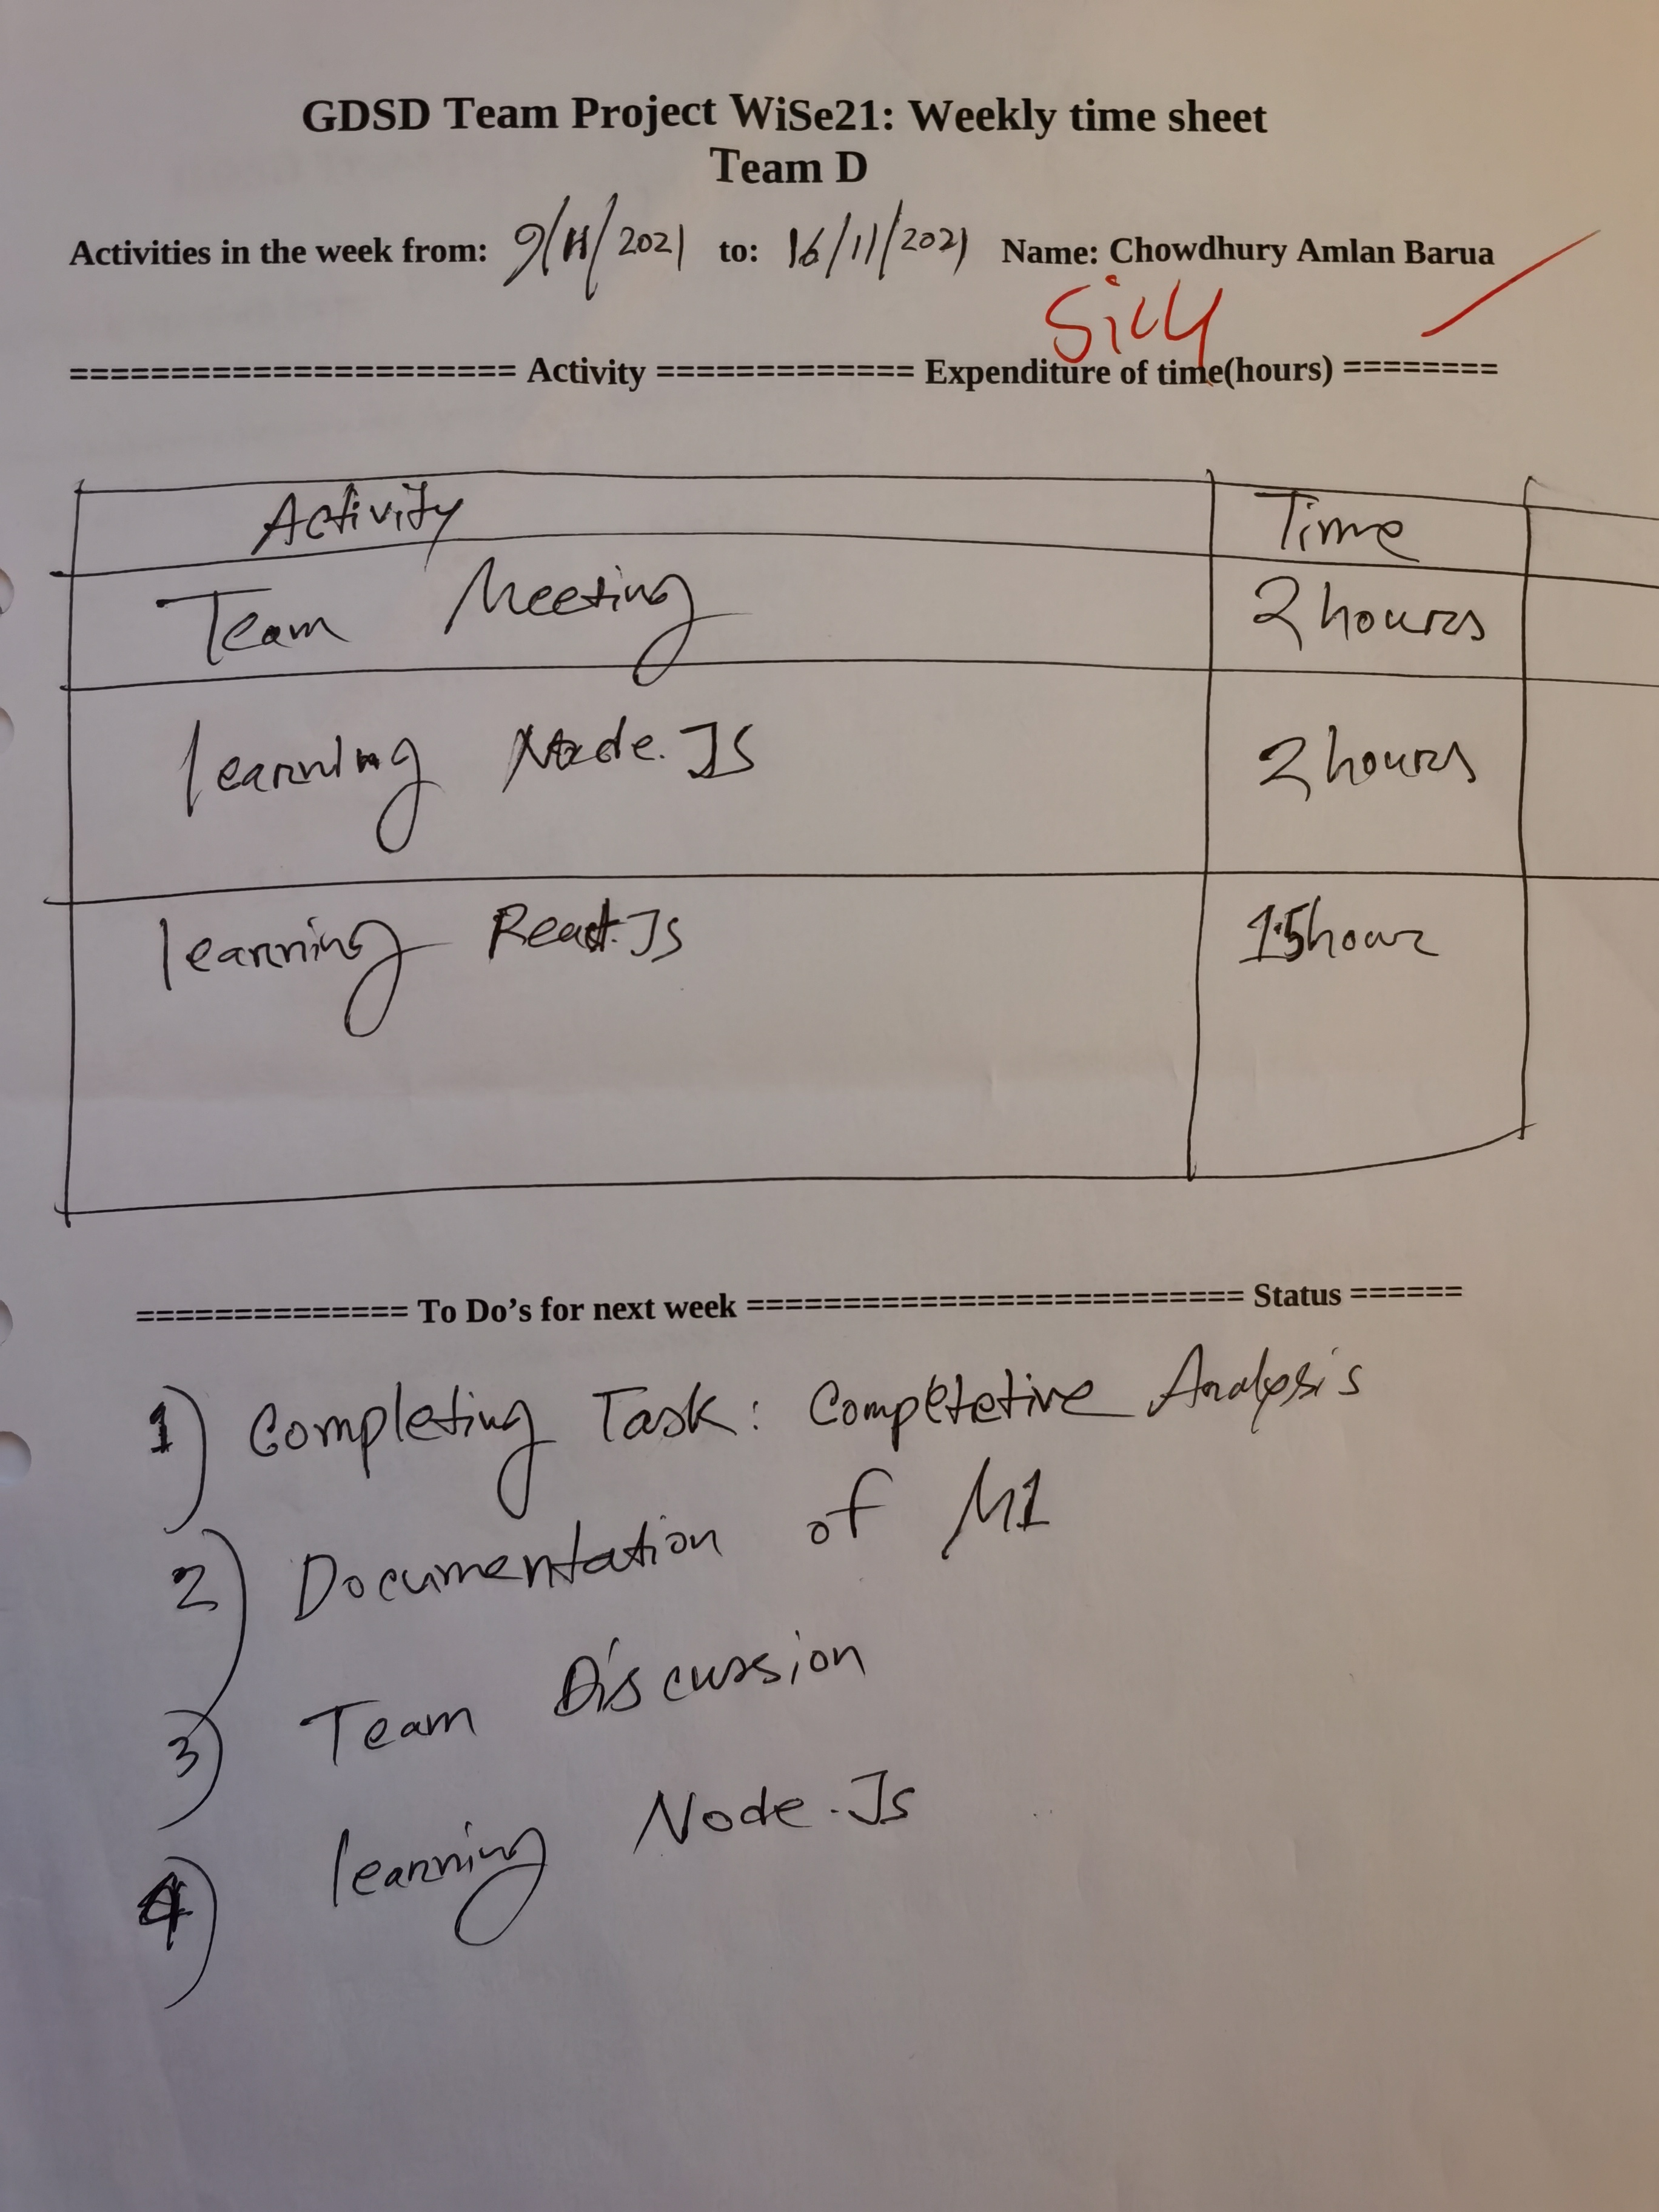 GDSD Team Project WiSe21: Weekly time sheet
Team D
Activities in the week from: 9/11/2021 to: 16/11/2021 Name: Chowdhury Amlan Barua
====================== Activity ============= Expenditure of time(hours) ========
Activity Time
Team Meeting 2 hours
learning Node.JS 2 hours
learning React.Js 1.5 hour
============== To Do’s for next week ========================= Status ======
1) Completing Task: Competetive Analysis
2) Documentation of M1
3) Team Discussion
4) learning Node.Js